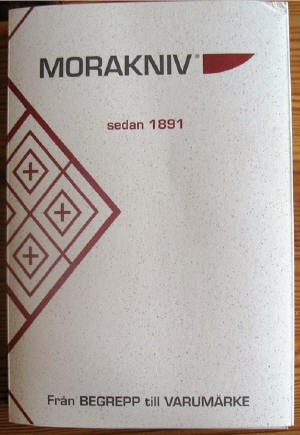 MORAKNIV®
sedan 1891
Från BEGREPP till VARUMÄRKE